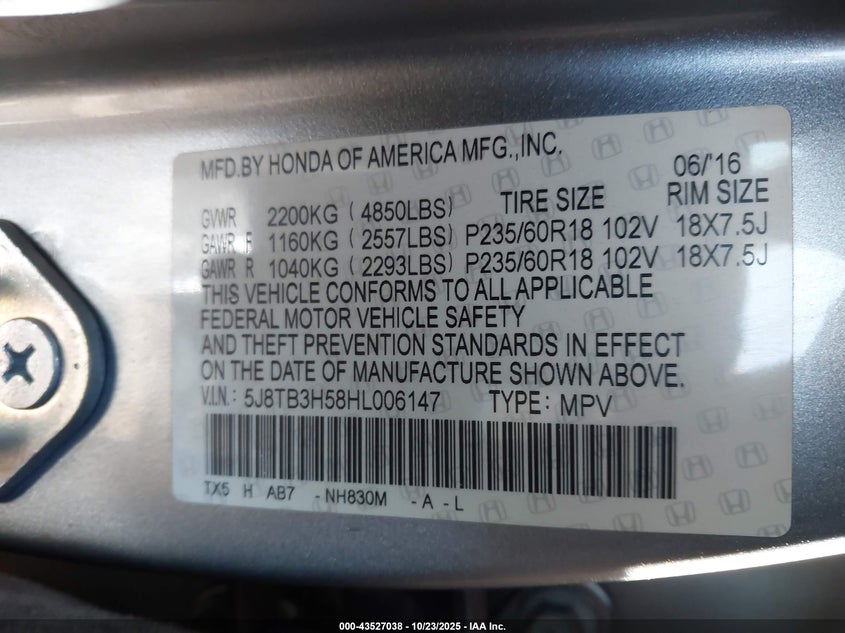 MFD.BY HONDA OF AMERICA MFG.,INC. 06/'16
GVWR 2200KG ( 4850LBS) TIRE SIZE RIM SIZE
GAWR F 1160KG ( 2557LBS) P235/60R18 102V 18X7.5J
GAWR R 1040KG ( 2293LBS) P235/60R18 102V 18X7.5J
THIS VEHICLE CONFORMS TO ALL APPLICABLE
FEDERAL MOTOR VEHICLE SAFETY
AND THEFT PREVENTION STANDARDS IN EFFECT
ON THE DATE OF MANUFACTURE SHOWN ABOVE.
V.I.N.: 5J8TB3H58HL006147 TYPE: MPV
TX5 H AB7 -NH830M -A -L
000-43527038 - 10/23/2025 - IAA Inc.